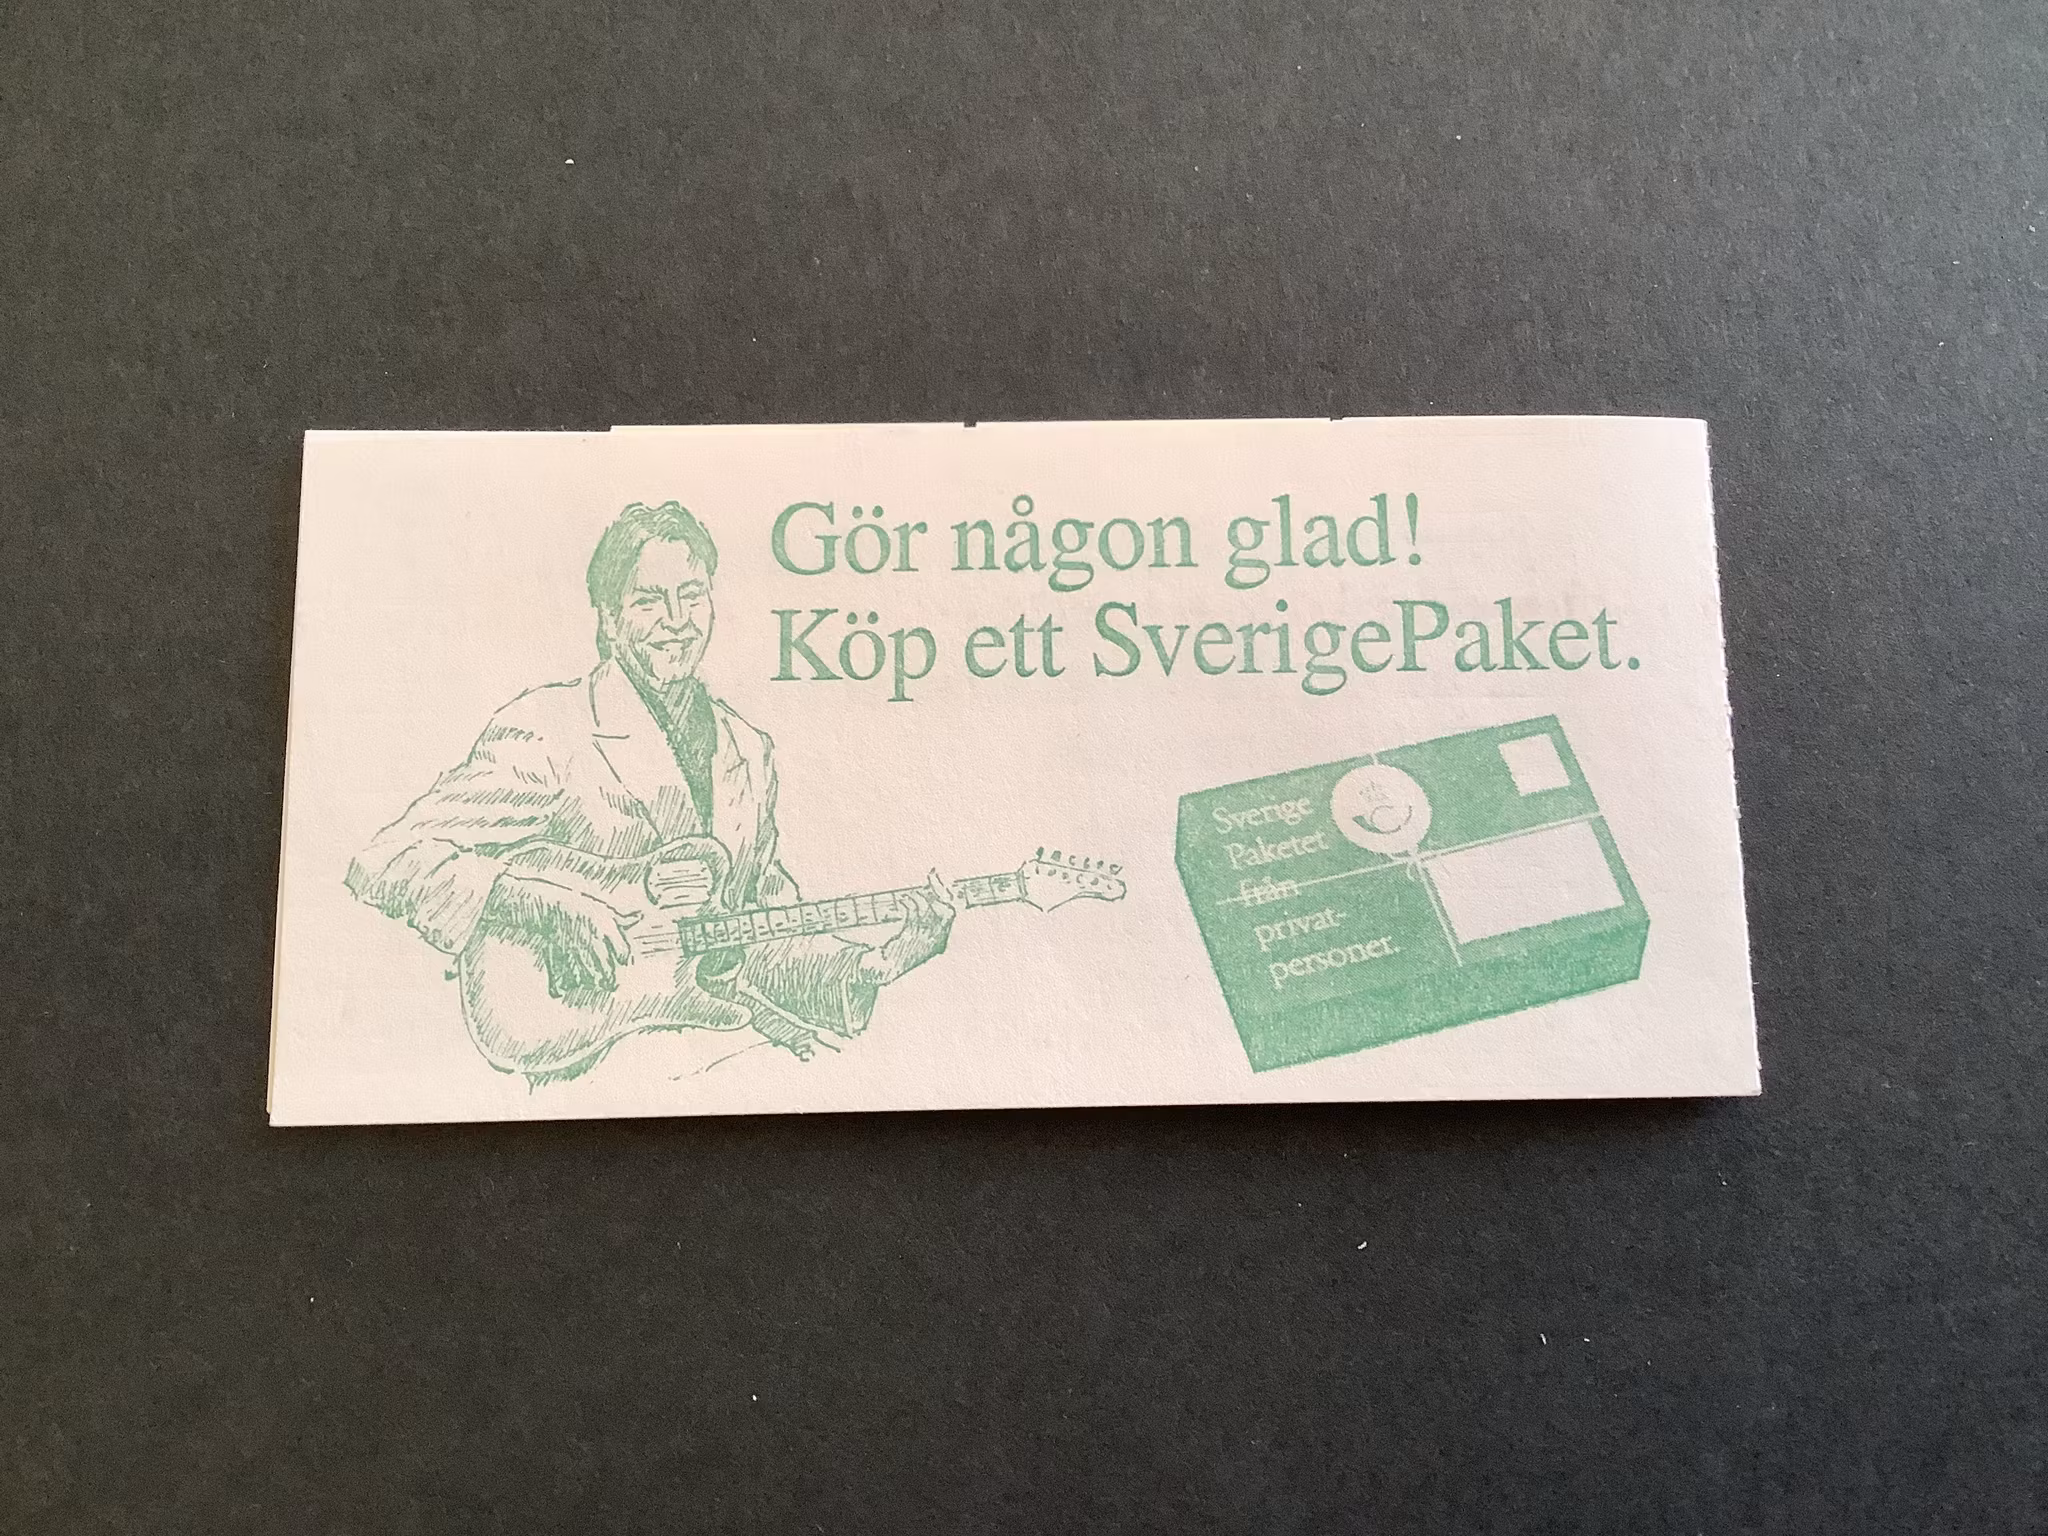 Gör någon glad!
Köp ett SverigePaket.
Sverige
Paketet
från
privat-
personer.